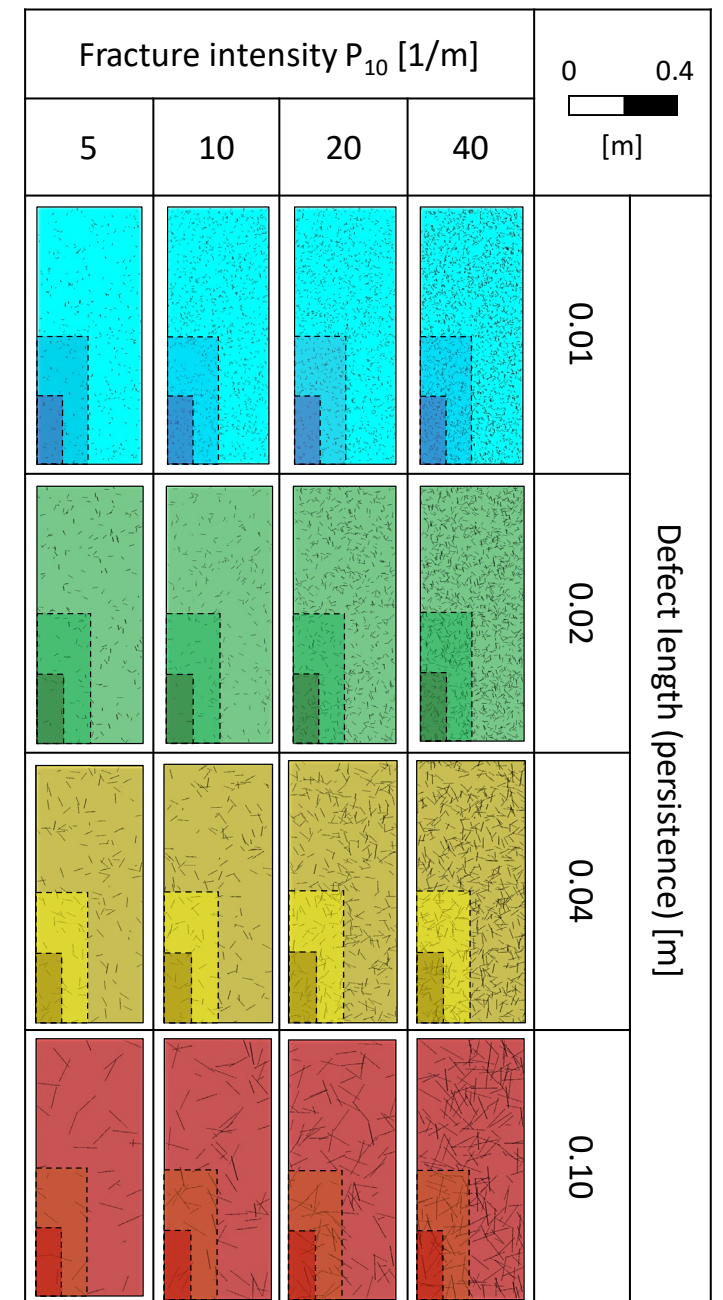 Fracture intensity P₁₀ [1/m]
0 0.4
[m]
5 10 20 40
0.01
0.02
0.04
0.10
Defect length (persistence) [m]